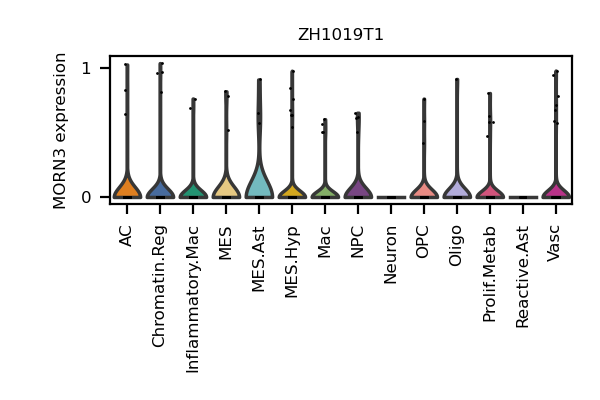 ZH1019T1
MORN3 expression
1
0
AC
Chromatin.Reg
Inflammatory.Mac
MES
MES.Ast
MES.Hyp
Mac
NPC
Neuron
OPC
Oligo
Prolif.Metab
Reactive.Ast
Vasc